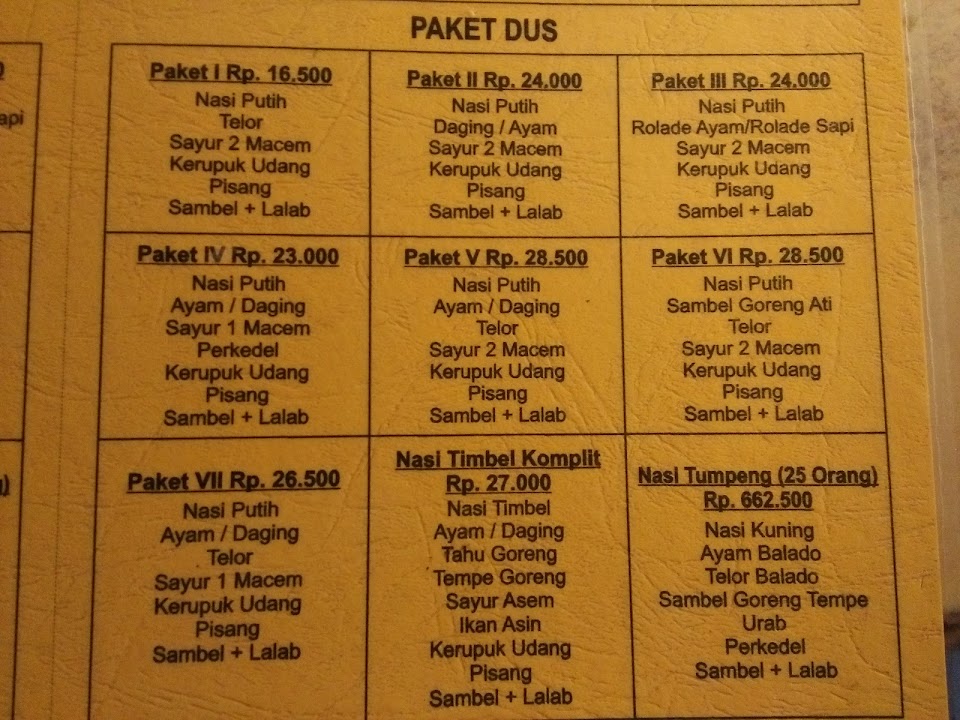 PAKET DUS
Paket I Rp. 16.500
Nasi Putih
Telor
Sayur 2 Macem
Kerupuk Udang
Pisang
Sambel + Lalab
Paket II Rp. 24.000
Nasi Putih
Daging / Ayam
Sayur 2 Macem
Kerupuk Udang
Pisang
Sambel + Lalab
Paket III Rp. 24.000
Nasi Putih
Rolade Ayam/Rolade Sapi
Sayur 2 Macem
Kerupuk Udang
Pisang
Sambel + Lalab
Paket IV Rp. 23.000
Nasi Putih
Ayam / Daging
Sayur 1 Macem
Perkedel
Kerupuk Udang
Pisang
Sambel + Lalab
Paket V Rp. 28.500
Nasi Putih
Ayam / Daging
Telor
Sayur 2 Macem
Kerupuk Udang
Pisang
Sambel + Lalab
Paket VI Rp. 28.500
Nasi Putih
Sambel Goreng Ati
Telor
Sayur 2 Macem
Kerupuk Udang
Pisang
Sambel + Lalab
Paket VII Rp. 26.500
Nasi Putih
Ayam / Daging
Telor
Sayur 1 Macem
Kerupuk Udang
Pisang
Sambel + Lalab
Nasi Timbel Komplit
Rp. 27.000
Nasi Timbel
Ayam / Daging
Tahu Goreng
Tempe Goreng
Sayur Asem
Ikan Asin
Kerupuk Udang
Pisang
Sambel + Lalab
Nasi Tumpeng (25 Orang)
Rp. 662.500
Nasi Kuning
Ayam Balado
Telor Balado
Sambel Goreng Tempe
Urab
Perkedel
Sambel + Lalab